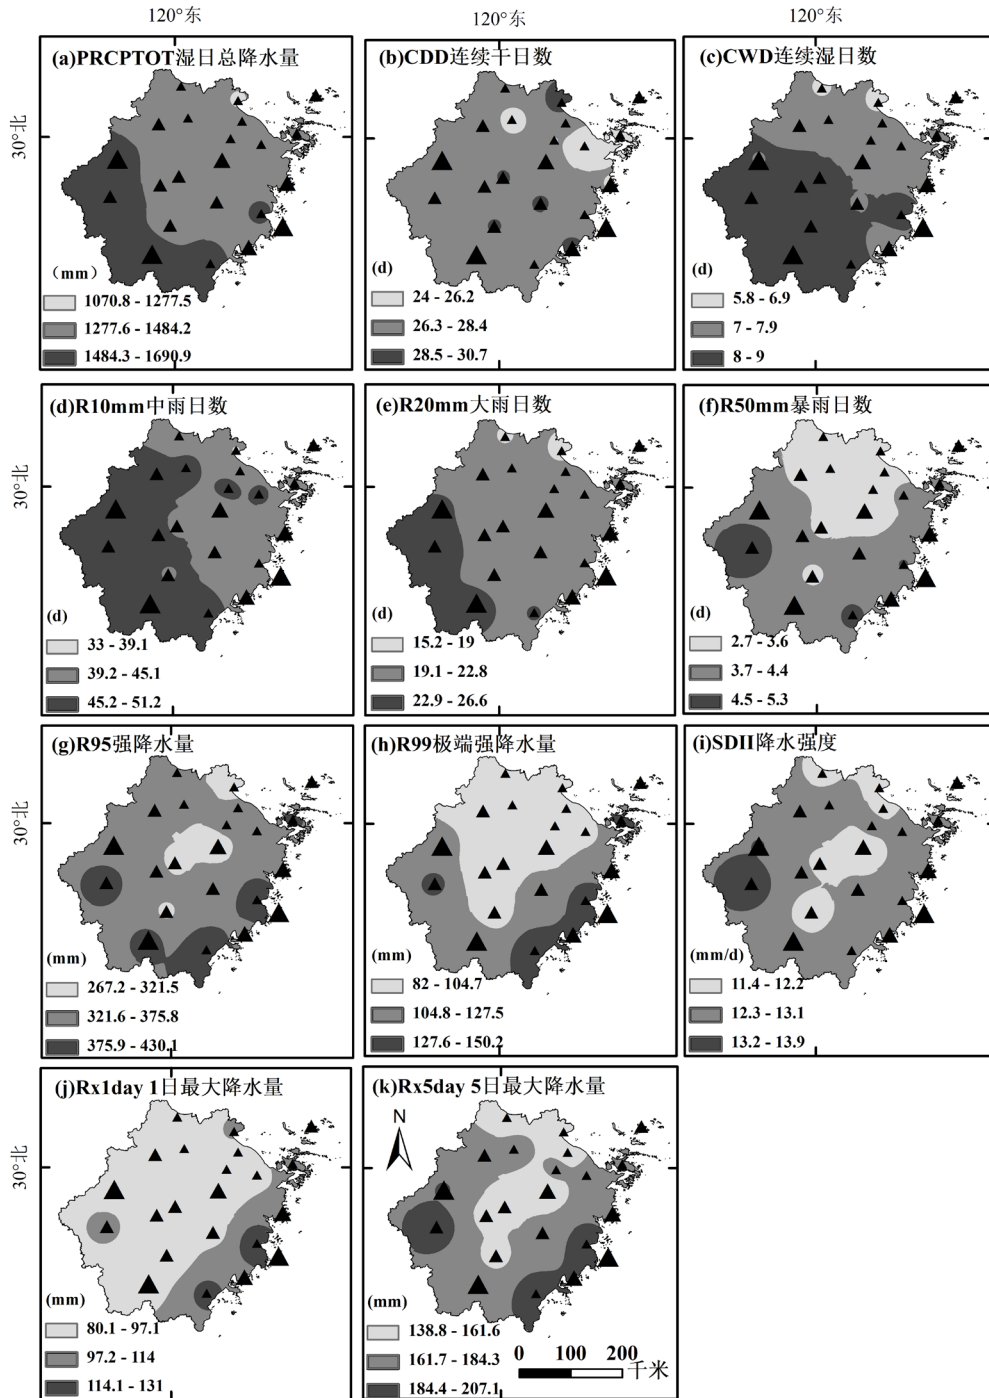 120°东
120°东
120°东
30°北
(a)PRCPTOT湿日总降水量
（mm）
1070.8 - 1277.5
1277.6 - 1484.2
1484.3 - 1690.9
(b)CDD连续干日数
(d)
24 - 26.2
26.3 - 28.4
28.5 - 30.7
(c)CWD连续湿日数
(d)
5.8 - 6.9
7 - 7.9
8 - 9
30°北
(d)R10mm中雨日数
(d)
33 - 39.1
39.2 - 45.1
45.2 - 51.2
(e)R20mm大雨日数
(d)
15.2 - 19
19.1 - 22.8
22.9 - 26.6
(f)R50mm暴雨日数
(d)
2.7 - 3.6
3.7 - 4.4
4.5 - 5.3
30°北
(g)R95强降水量
(mm)
267.2 - 321.5
321.6 - 375.8
375.9 - 430.1
(h)R99极端强降水量
(mm)
82 - 104.7
104.8 - 127.5
127.6 - 150.2
(i)SDII降水强度
(mm/d)
11.4 - 12.2
12.3 - 13.1
13.2 - 13.9
30°北
(j)Rx1day 1日最大降水量
(mm)
80.1 - 97.1
97.2 - 114
114.1 - 131
(k)Rx5day 5日最大降水量
N
(mm)
138.8 - 161.6
161.7 - 184.3
184.4 - 207.1
0 100 200
千米